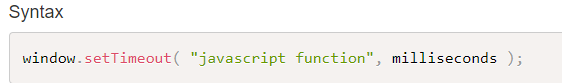 Syntax
window.setTimeout( "javascript function", milliseconds );